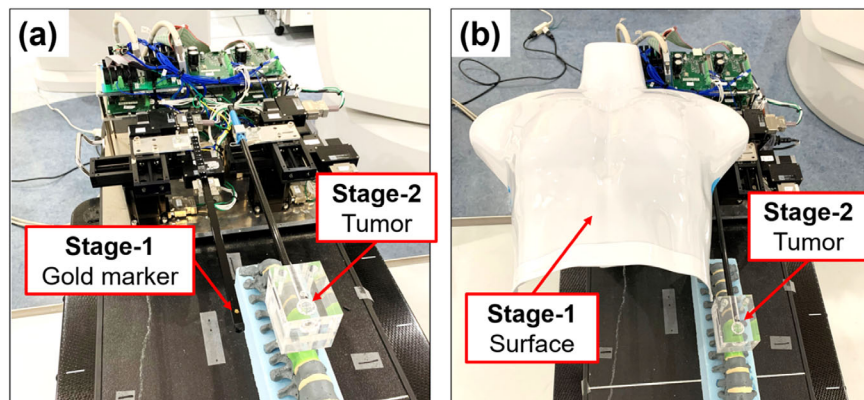 (a)
Stage-1
Gold marker
Stage-2
Tumor
(b)
Stage-2
Tumor
Stage-1
Surface